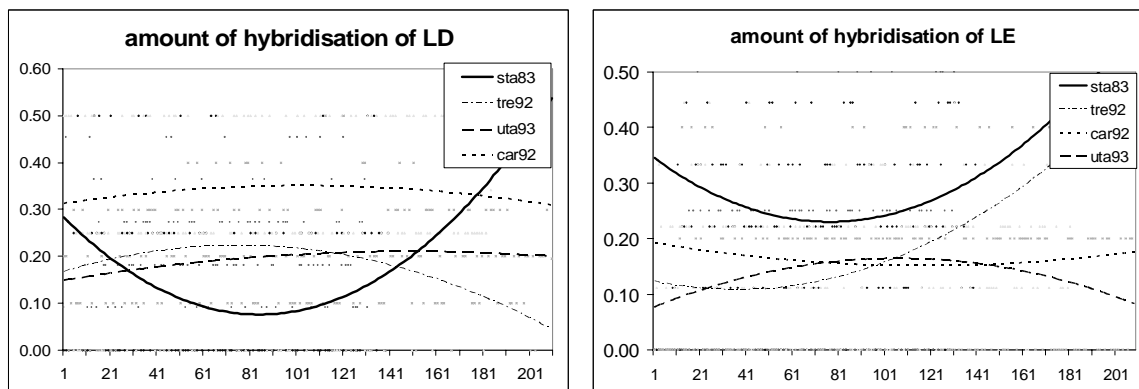 amount of hybridisation of LD
0.60
0.50
0.40
0.30
0.20
0.10
0.00
1 21 41 61 81 101 121 141 161 181 201
sta83
tre92
uta93
car92
amount of hybridisation of LE
0.50
0.40
0.30
0.20
0.10
0.00
1 21 41 61 81 101 121 141 161 181 201
sta83
tre92
car92
uta93